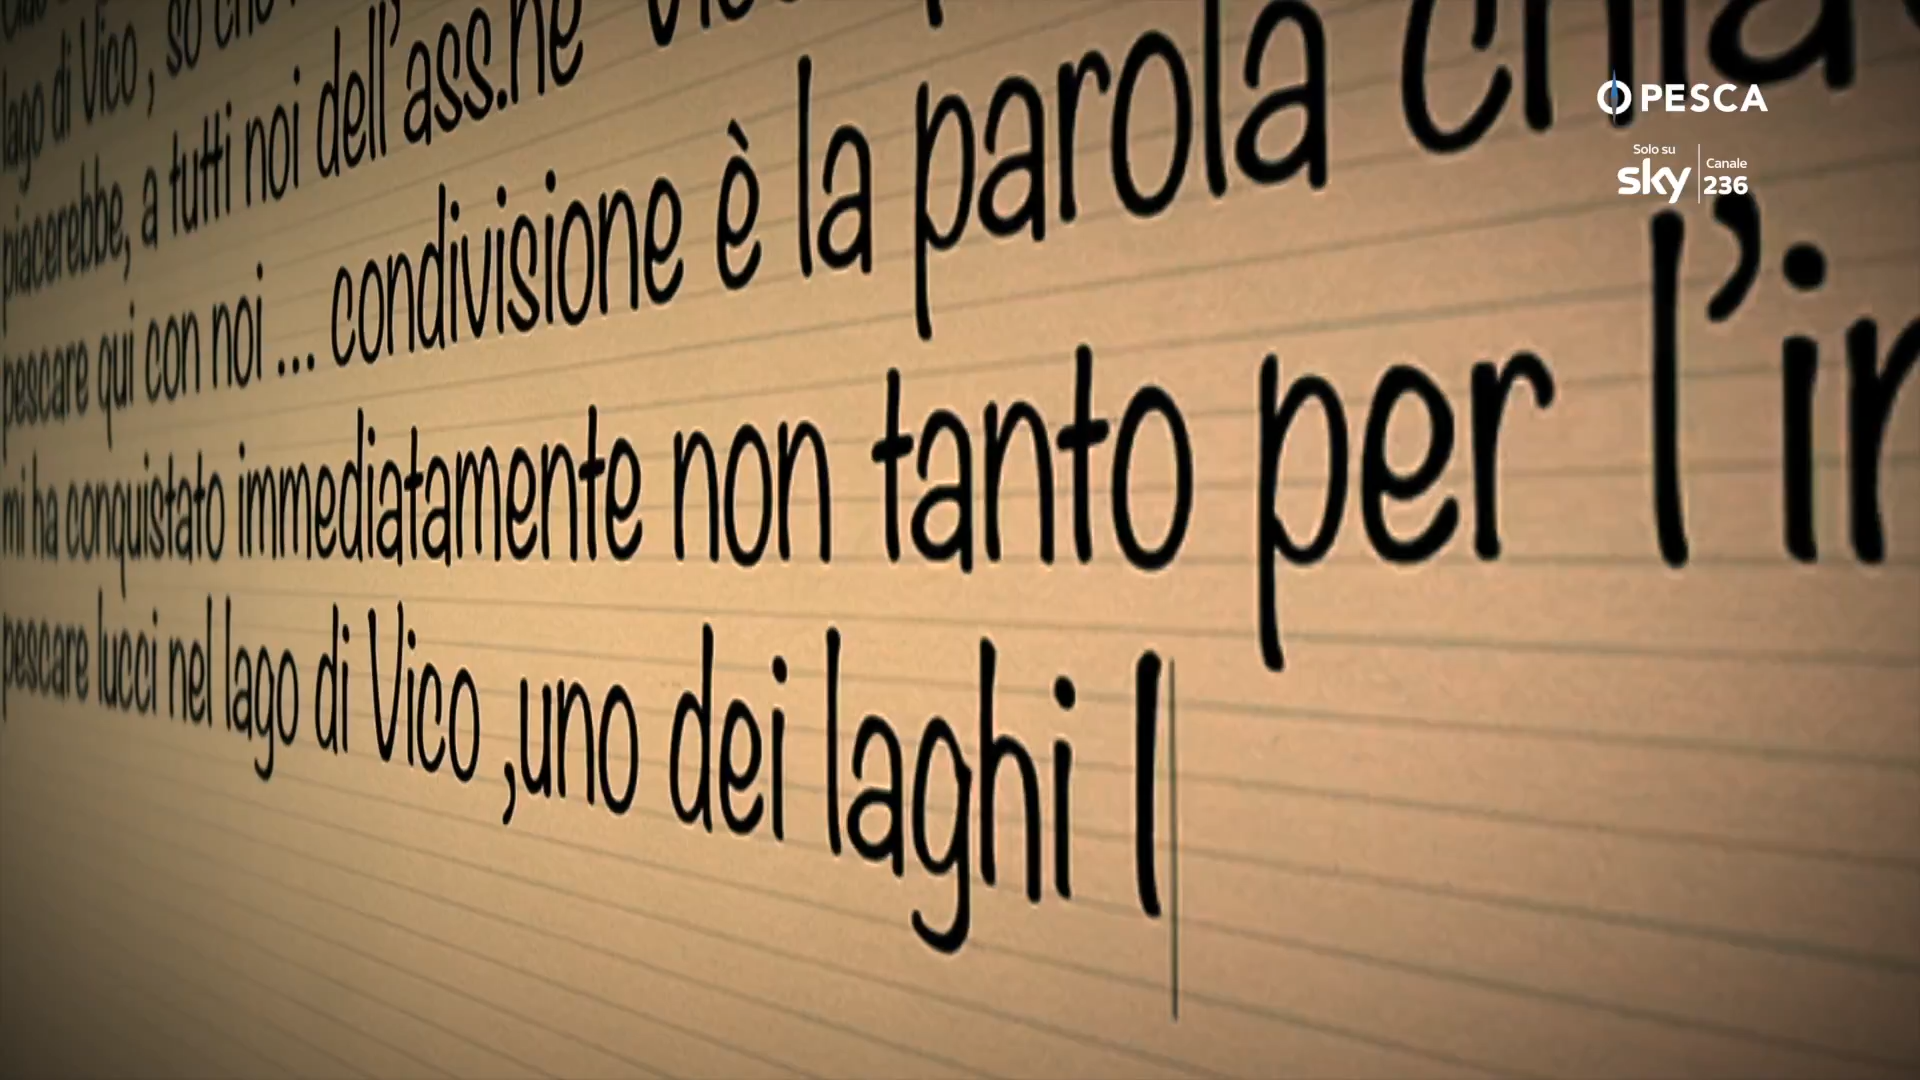 lago di Vico , so
piacerebbe, a tutti noi dell'ass.ne
pescare qui con noi ... condivisione è la parola
mi ha conquistato immediatamente non tanto per l'in
pescare lucci nel lago di Vico ,uno dei laghi l
PESCA
Solo su
sky
Canale
236